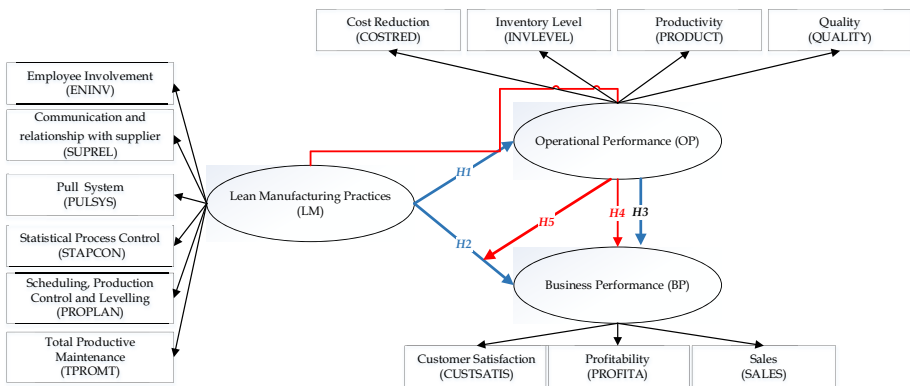 Cost Reduction
(COSTRED)
Inventory Level
(INVLEVEL)
Productivity
(PRODUCT)
Quality
(QUALITY)
Employee Involvement
(ENINV)
Communication and
relationship with supplier
(SUPREL)
Pull System
(PULSYS)
Statistical Process Control
(STAPCON)
Scheduling, Production
Control and Levelling
(PROPLAN)
Total Productive
Maintenance
(TPROMT)
Lean Manufacturing Practices
(LM)
Operational Performance (OP)
H1
H2
H5
H4
H3
Business Performance (BP)
Customer Satisfaction
(CUSTSATIS)
Profitability
(PROFITA)
Sales
(SALES)